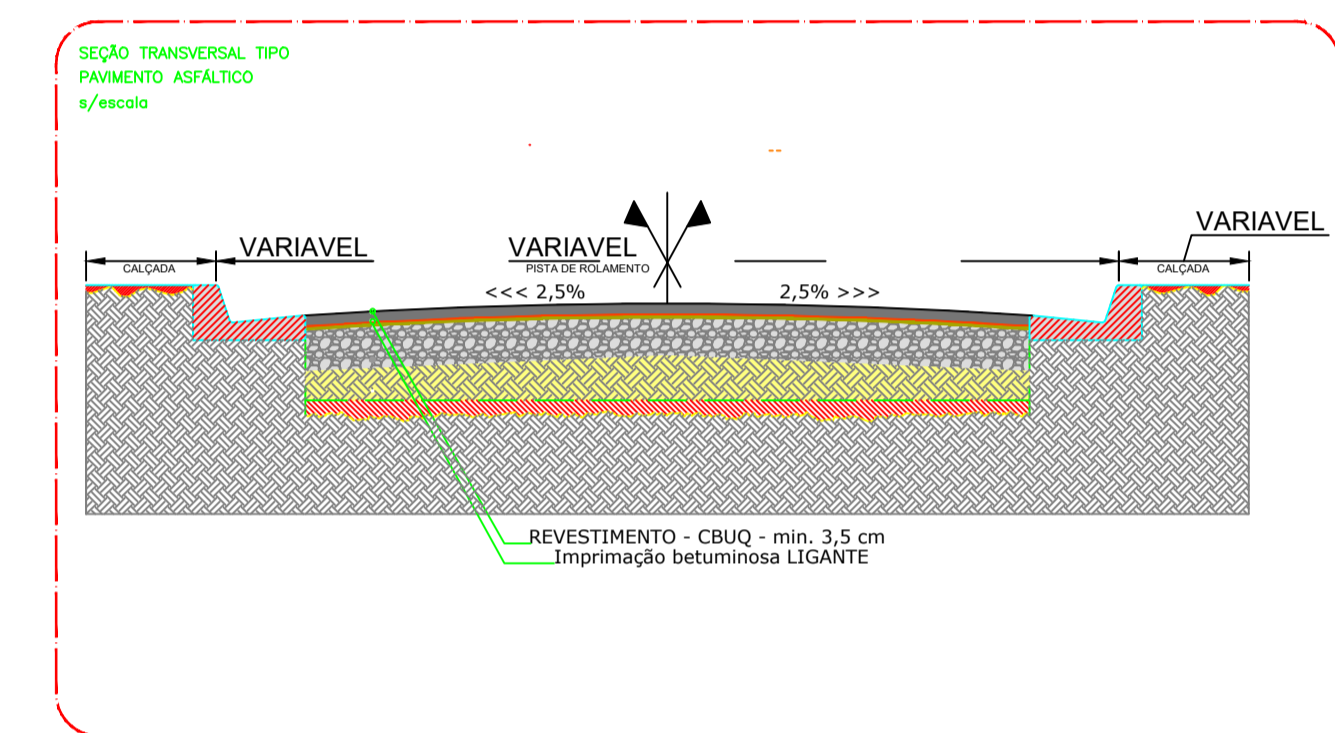 SEÇÃO TRANSVERSAL TIPO
PAVIMENTO ASFÁLTICO
s/escala
VARIAVEL
CALÇADA
VARIAVEL
VARIAVEL
PISTA DE ROLAMENTO
CALÇADA
<<< 2,5%
2,5% >>>
REVESTIMENTO - CBUQ - min. 3,5 cm
Imprimação betuminosa LIGANTE